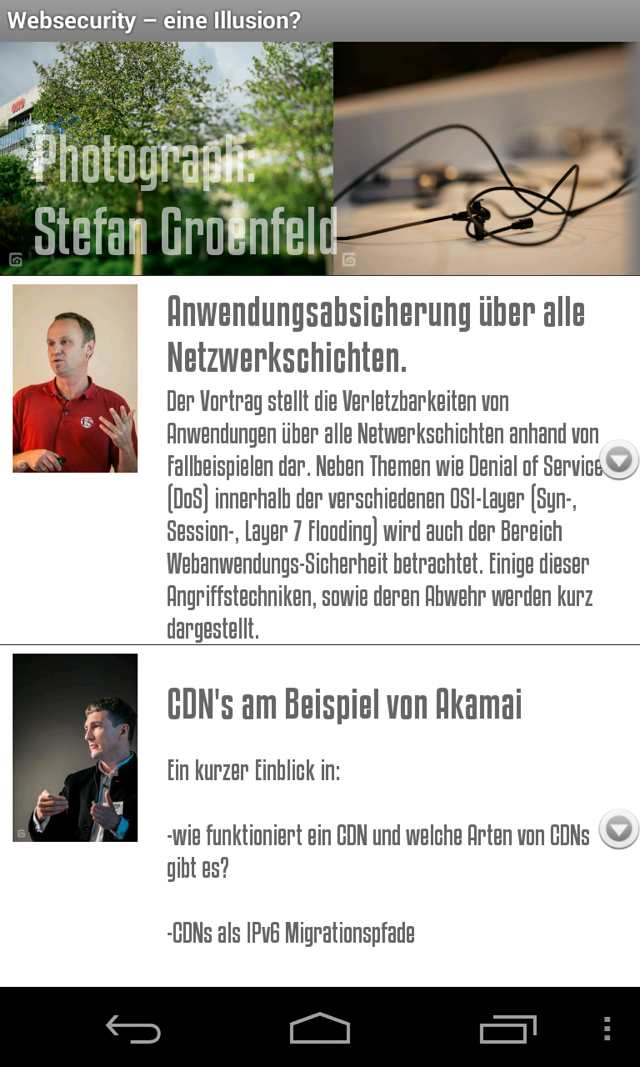 Websecurity – eine Illusion?
Photograph:
Stefan Groenfeld
Anwendungsabsicherung über alle
Netzwerkschichten.
Der Vortrag stellt die Verletzbarkeiten von
Anwendungen über alle Netwerkschichten anhand von
Fallbeispielen dar. Neben Themen wie Denial of Service
(DoS) innerhalb der verschiedenen OSI-Layer (Syn-,
Session-, Layer 7 Flooding) wird auch der Bereich
Webanwendungs-Sicherheit betrachtet. Einige dieser
Angriffstechniken, sowie deren Abwehr werden kurz
dargestellt.
CDN's am Beispiel von Akamai
Ein kurzer Einblick in:
-wie funktioniert ein CDN und welche Arten von CDNs
gibt es?
-CDNs als IPv6 Migrationspfade